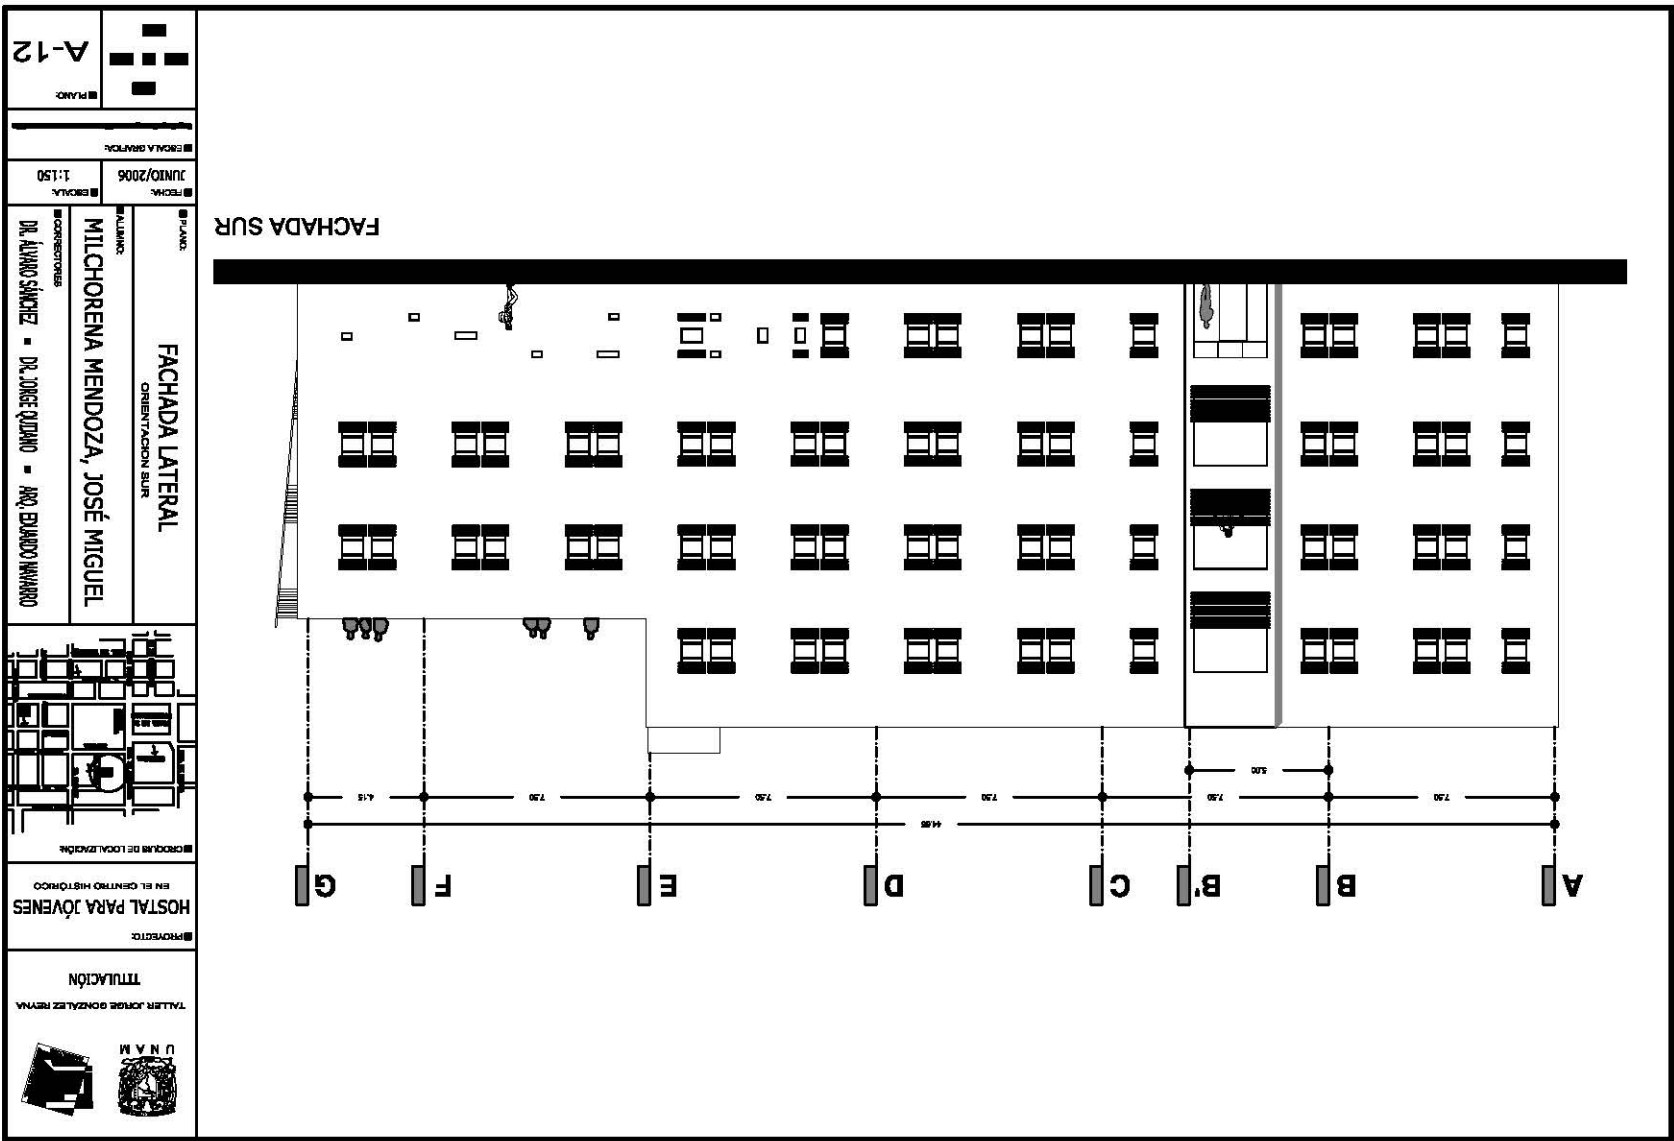 A B B' C D E F G
41.65
7.50 7.50 7.50 7.50 7.50 4.15
5.00
FACHADA SUR
UNAM
TALLER JORGE GONZÁLEZ REYNA
TITULACIÓN
PROYECTO:
HOSTAL PARA JÓVENES
EN EL CENTRO HISTÓRICO
CROQUIS DE LOCALIZACIÓN:
PLANO:
FACHADA LATERAL
ORIENTACION SUR
ALUMNO:
MILCHORENA MENDOZA, JOSÉ MIGUEL
CORRECTORES
DR. ÁLVARO SÁNCHEZ ▪ DR. JORGE QUIJANO ▪ ARQ. EDUARDO NAVARRO
FECHA:
JUNIO/2006
ESCALA:
1:150
ESCALA GRAFICA:
PLANO:
A-12